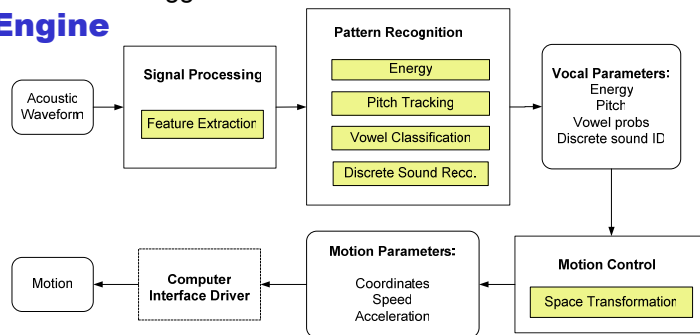 Engine
Pattern Recognition
Signal Processing
Energy
Vocal Parameters:
Energy
Acoustic
Waveform
Pitch Tracking
Pitch
Feature Extraction
Vowel probs
Vowel Classification
Discrete sound ID
Discrete Sound Reco.
Motion Parameters:
Motion
Computer
Interface Driver
Coordinates
Speed
Acceleration
Motion Control
Space Transformation